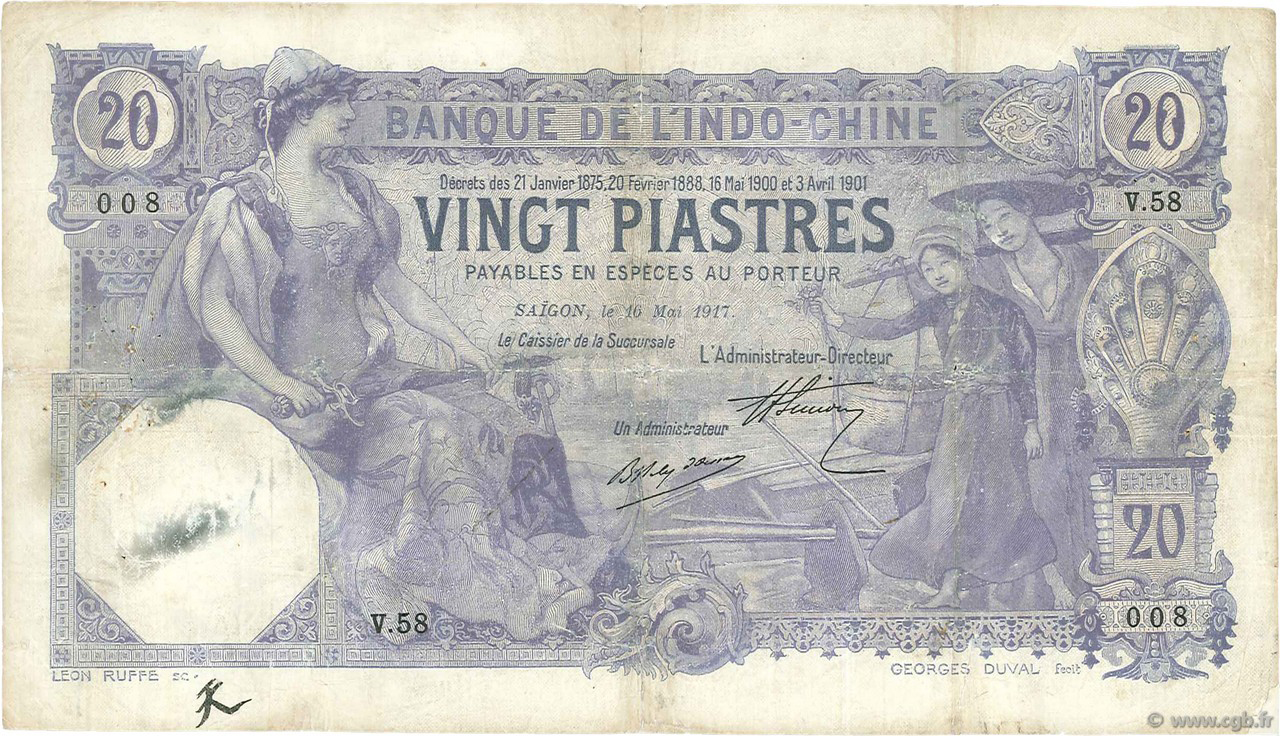 20
20
BANQUE DE L'INDO-CHINE
Décrets des 21 Janvier 1875, 20 Février 1888, 16 Mai 1900 et 3 Avril 1901
008
V.58
VINGT PIASTRES
PAYABLES EN ESPÈCES AU PORTEUR
SAÏGON, le 16 Mai 1917.
Le Caissier de la Succursale
L'Administrateur-Directeur
Un Administrateur
20
V.58
008
LEON RUFFE sc.
GEORGES DUVAL fecit
© www.cgb.fr